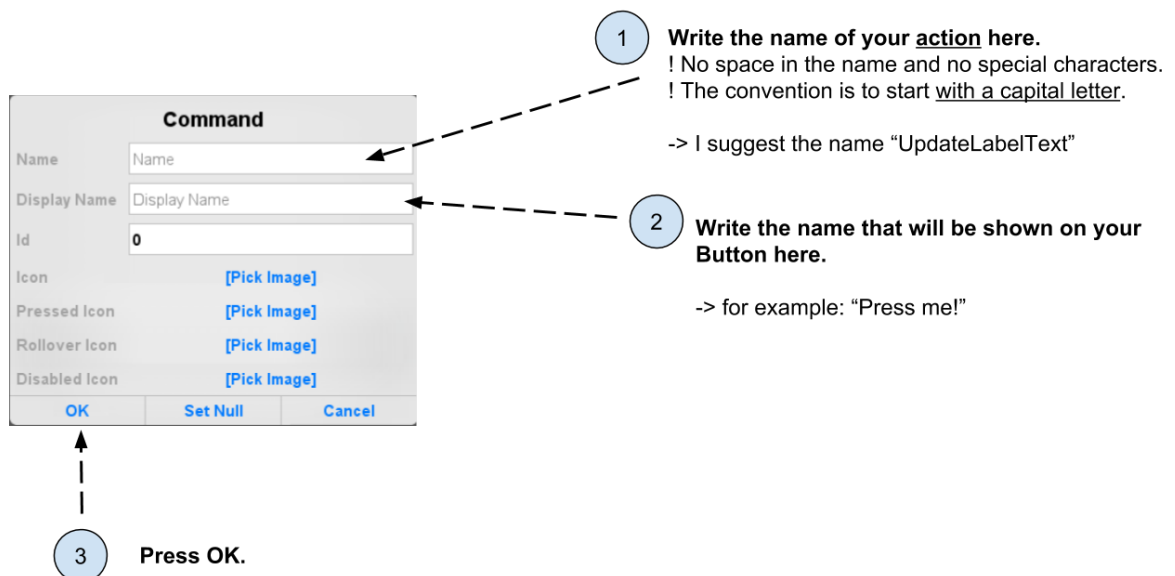 1
Write the name of your action here.
! No space in the name and no special characters.
! The convention is to start with a capital letter.
-> I suggest the name “UpdateLabelText”
Command
Name Name
Display Name Display Name
Id 0
Icon [Pick Image]
Pressed Icon [Pick Image]
Rollover Icon [Pick Image]
Disabled Icon [Pick Image]
OK Set Null Cancel
2
Write the name that will be shown on your
Button here.
-> for example: “Press me!”
3
Press OK.